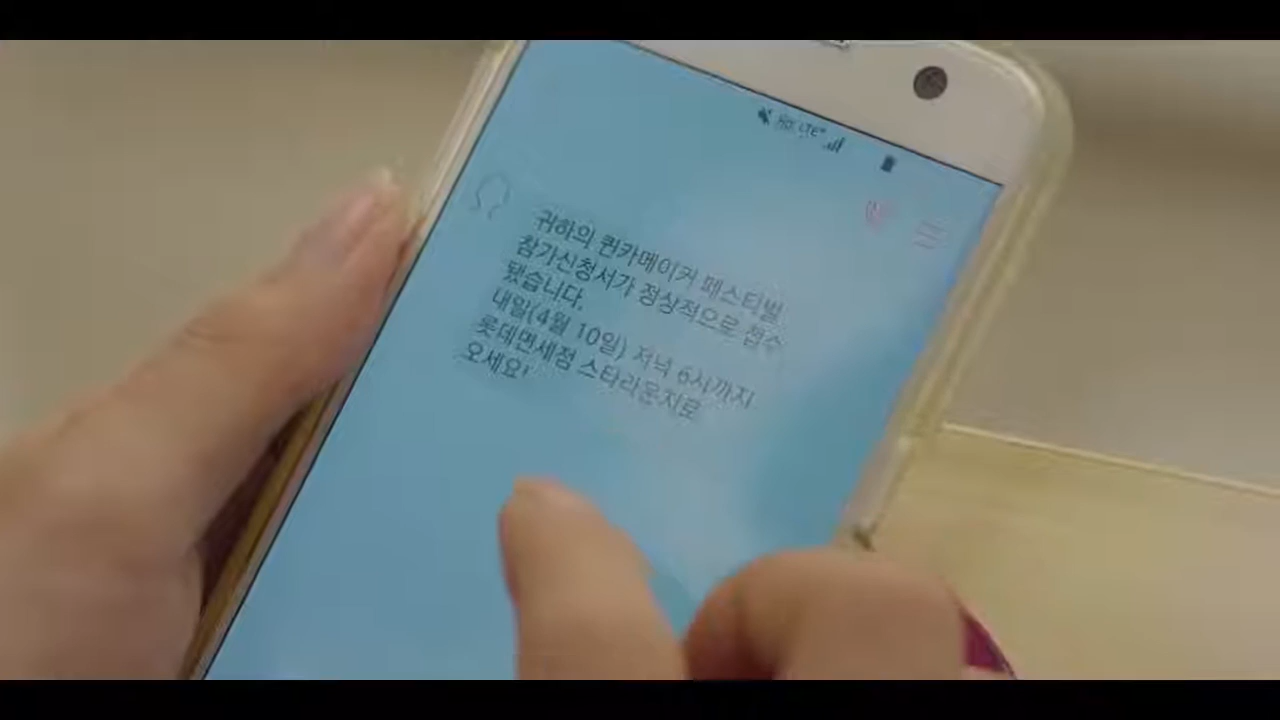 HD LTE+
귀하의 퀸카메이커 페스티벌
참가신청서가 정상적으로 접수
됐습니다.
내일(4월 10일) 저녁 6시까지
롯데면세점 스타라운지로
오세요!